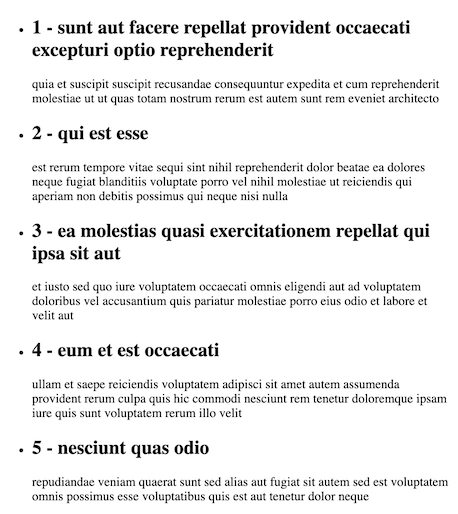 • 1 - sunt aut facere repellat provident occaecati
excepturi optio reprehenderit
quia et suscipit suscipit recusandae consequuntur expedita et cum reprehenderit
molestiae ut ut quas totam nostrum rerum est autem sunt rem eveniet architecto
• 2 - qui est esse
est rerum tempore vitae sequi sint nihil reprehenderit dolor beatae ea dolores
neque fugiat blanditiis voluptate porro vel nihil molestiae ut reiciendis qui
aperiam non debitis possimus qui neque nisi nulla
• 3 - ea molestias quasi exercitationem repellat qui
ipsa sit aut
et iusto sed quo iure voluptatem occaecati omnis eligendi aut ad voluptatem
doloribus vel accusantium quis pariatur molestiae porro eius odio et labore et
velit aut
• 4 - eum et est occaecati
ullam et saepe reiciendis voluptatem adipisci sit amet autem assumenda
provident rerum culpa quis hic commodi nesciunt rem tenetur doloremque ipsam
iure quis sunt voluptatem rerum illo velit
• 5 - nesciunt quas odio
repudiandae veniam quaerat sunt sed alias aut fugiat sit autem sed est voluptatem
omnis possimus esse voluptatibus quis est aut tenetur dolor neque